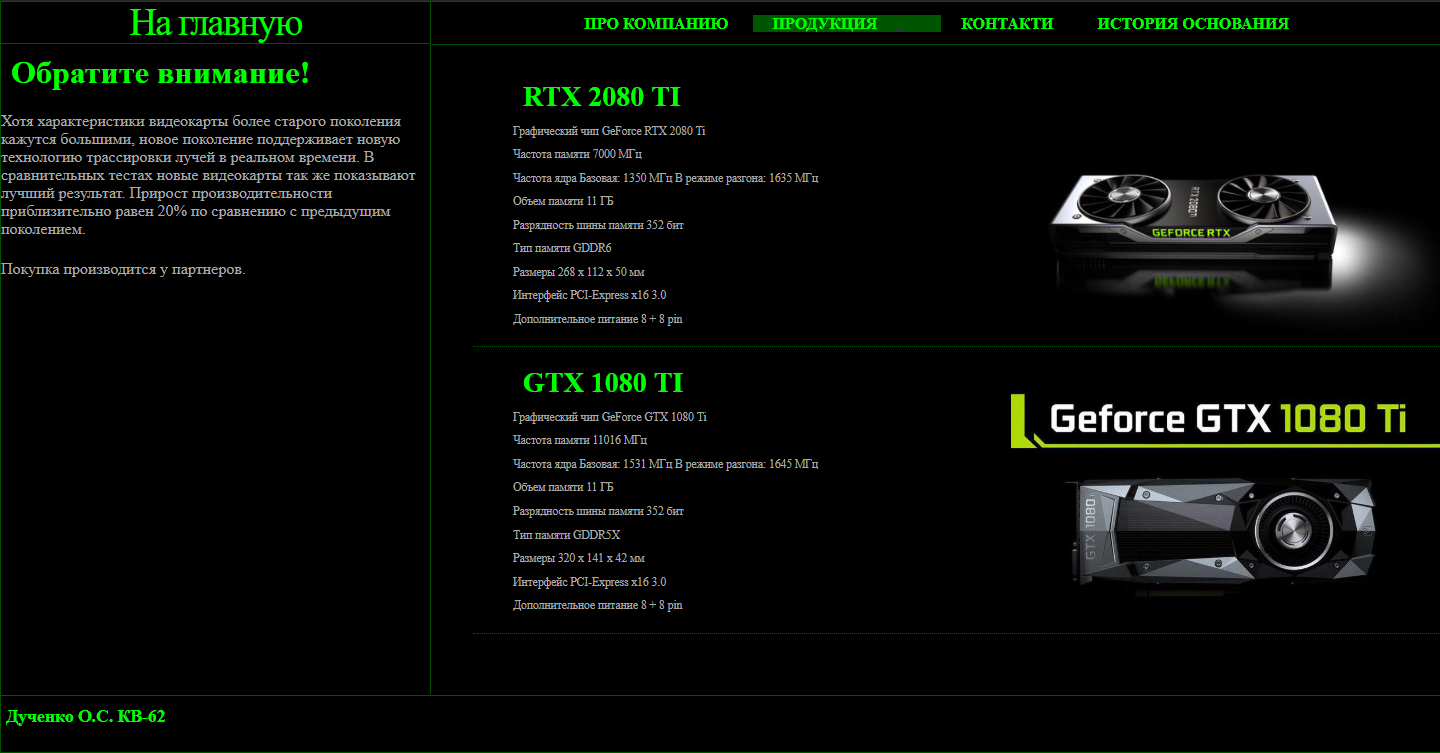 На главную
ПРО КОМПАНИЮ ПРОДУКЦИЯ КОНТАКТИ ИСТОРИЯ ОСНОВАНИЯ
Обратите внимание!
Хотя характеристики видеокарты более старого поколения
кажутся большими, новое поколение поддерживает новую
технологию трассировки лучей в реальном времени. В
сравнительных тестах новые видеокарты так же показывают
лучший результат. Прирост производительности
приблизительно равен 20% по сравнению с предыдущим
поколением.
Покупка производится у партнеров.
RTX 2080 TI
Графический чип GeForce RTX 2080 Ti
Частота памяти 7000 МГц
Частота ядра Базовая: 1350 МГц В режиме разгона: 1635 МГц
Объем памяти 11 ГБ
Разрядность шины памяти 352 бит
Тип памяти GDDR6
Размеры 268 x 112 x 50 мм
Интерфейс PCI-Express x16 3.0
Дополнительное питание 8 + 8 pin
RTX 2080Ti
GEFORCE RTX
GTX 1080 TI
Графический чип GeForce GTX 1080 Ti
Частота памяти 11016 МГц
Частота ядра Базовая: 1531 МГц В режиме разгона: 1645 МГц
Объем памяти 11 ГБ
Разрядность шины памяти 352 бит
Тип памяти GDDR5X
Размеры 320 x 141 x 42 мм
Интерфейс PCI-Express x16 3.0
Дополнительное питание 8 + 8 pin
Geforce GTX 1080 Ti
GTX 1080 Ti
Дученко О.С. КВ-62